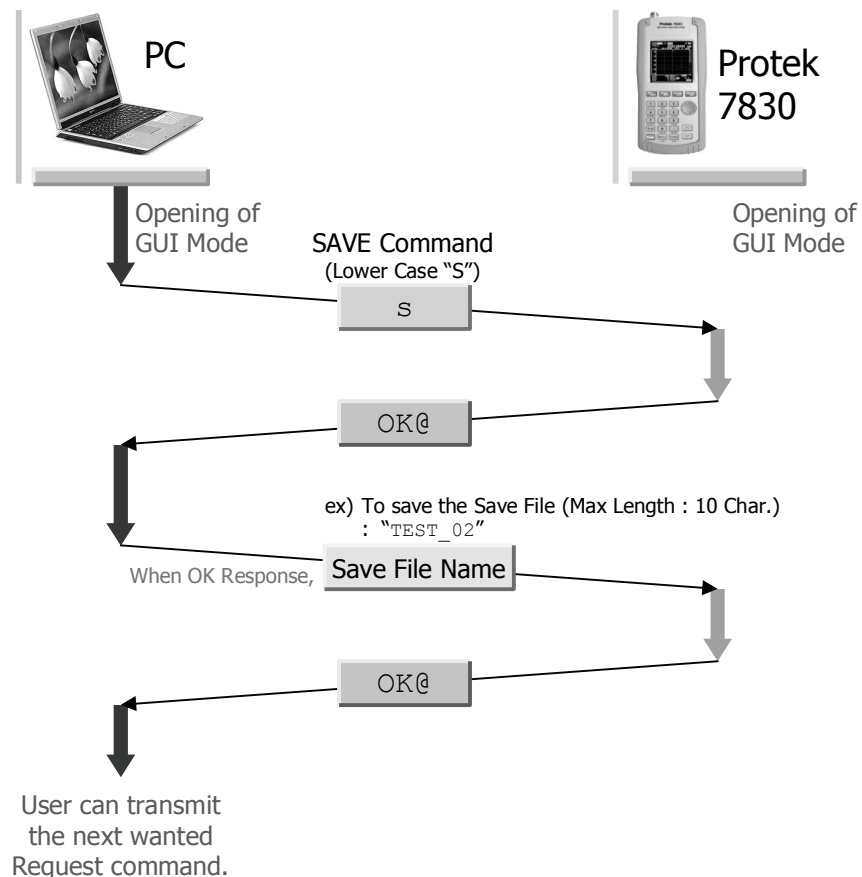 PC
Protek
7830
Opening of
GUI Mode
Opening of
GUI Mode
SAVE Command
(Lower Case “S”)
s
OK@
ex) To save the Save File (Max Length : 10 Char.)
: “TEST_02”
When OK Response,
Save File Name
OK@
User can transmit
the next wanted
Request command.